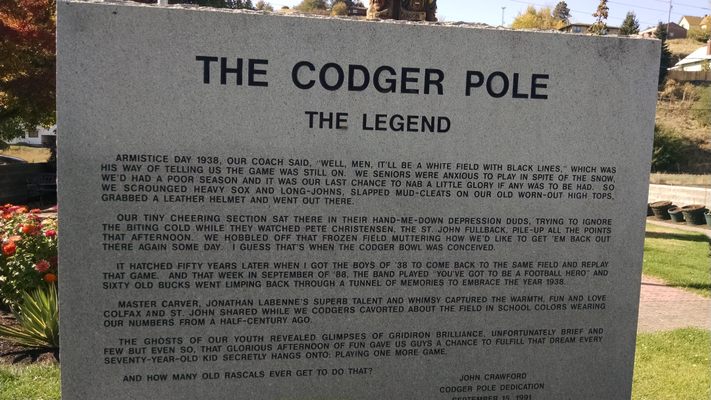 THE CODGER POLE
THE LEGEND
ARMISTICE DAY 1938, OUR COACH SAID, "WELL, MEN, IT'LL BE A WHITE FIELD WITH BLACK LINES," WHICH WAS
HIS WAY OF TELLING US THE GAME WAS STILL ON. WE SENIORS WERE ANXIOUS TO PLAY IN SPITE OF THE SNOW.
WE'D HAD A POOR SEASON AND IT WAS OUR LAST CHANCE TO NAB A LITTLE GLORY IF ANY WAS TO BE HAD. SO
WE SCROUNGED HEAVY SOX AND LONG-JOHNS, SLAPPED MUD-CLEATS ON OUR OLD WORN-OUT HIGH TOPS,
GRABBED A LEATHER HELMET AND WENT OUT THERE.
OUR TINY CHEERING SECTION SAT THERE IN THEIR HAND-ME-DOWN DEPRESSION DUDS, TRYING TO IGNORE
THE BITING COLD WHILE THEY WATCHED PETE CHRISTENSEN, THE ST. JOHN FULLBACK, PILE-UP ALL THE POINTS
THAT AFTERNOON. WE HOBBLED OFF THAT FROZEN FIELD MUTTERING HOW WE'D LIKE TO GET 'EM BACK OUT
THERE AGAIN SOME DAY. I GUESS THAT'S WHEN THE CODGER BOWL WAS CONCEIVED.
IT HATCHED FIFTY YEARS LATER WHEN I GOT THE BOYS OF '38 TO COME BACK TO THE SAME FIELD AND REPLAY
THAT GAME. AND THAT WEEK IN SEPTEMBER OF '88, THE BAND PLAYED "YOU'VE GOT TO BE A FOOTBALL HERO" AND
SIXTY OLD BUCKS WENT LIMPING BACK THROUGH A TUNNEL OF MEMORIES TO EMBRACE THE YEAR 1938.
MASTER CARVER, JONATHAN LABENNE'S SUPERB TALENT AND WHIMSY CAPTURED THE WARMTH, FUN AND LOVE
COLFAX AND ST. JOHN SHARED WHILE WE CODGERS CAVORTED ABOUT THE FIELD IN SCHOOL COLORS WEARING
OUR NUMBERS FROM A HALF-CENTURY AGO.
THE GHOSTS OF OUR YOUTH REVEALED GLIMPSES OF GRIDIRON BRILLIANCE, UNFORTUNATELY BRIEF AND
FEW BUT EVEN SO, THAT GLORIOUS AFTERNOON OF FUN GAVE US GUYS A CHANCE TO FULFILL THAT DREAM EVERY
SEVENTY-YEAR-OLD KID SECRETLY HANGS ONTO: PLAYING ONE MORE GAME.
AND HOW MANY OLD RASCALS EVER GET TO DO THAT?
JOHN CRAWFORD
CODGER POLE DEDICATION
SEPTEMBER 15, 1991